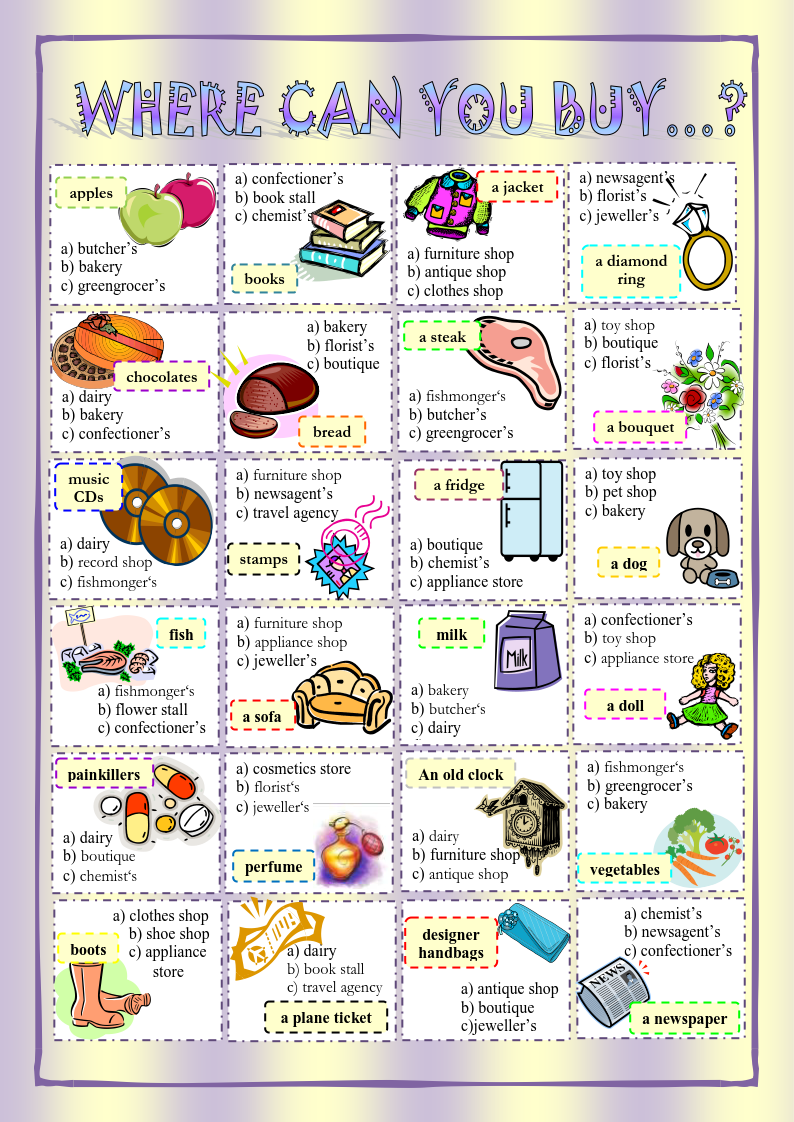 WHERE CAN YOU BUY...?
apples
a) butcher's
b) bakery
c) greengrocer's
a) confectioner's
b) book stall
c) chemist's
books
a jacket
a) furniture shop
b) antique shop
c) clothes shop
a) newsagent's
b) florist's
c) jeweller's
a diamond
ring
chocolates
a) dairy
b) bakery
c) confectioner's
a) bakery
b) florist's
c) boutique
bread
a steak
a) fishmonger's
b) butcher's
c) greengrocer's
a) toy shop
b) boutique
c) florist's
a bouquet
music
CDs
a) dairy
b) record shop
c) fishmonger's
a) furniture shop
b) newsagent's
c) travel agency
stamps
a fridge
a) boutique
b) chemist's
c) appliance store
a) toy shop
b) pet shop
c) bakery
a dog
fish
a) fishmonger's
b) flower stall
c) confectioner's
a) furniture shop
b) appliance shop
c) jeweller's
a sofa
milk
Milk
a) bakery
b) butcher's
c) dairy
a) confectioner's
b) toy shop
c) appliance store
a doll
painkillers
a) dairy
b) boutique
c) chemist's
a) cosmetics store
b) florist's
c) jeweller's
perfume
An old clock
a) dairy
b) furniture shop
c) antique shop
a) fishmonger's
b) greengrocer's
c) bakery
vegetables
a) clothes shop
b) shoe shop
c) appliance
store
boots
a) dairy
b) book stall
c) travel agency
a plane ticket
designer
handbags
a) antique shop
b) boutique
c)jeweller's
a) chemist's
b) newsagent's
c) confectioner's
NEWS
a newspaper